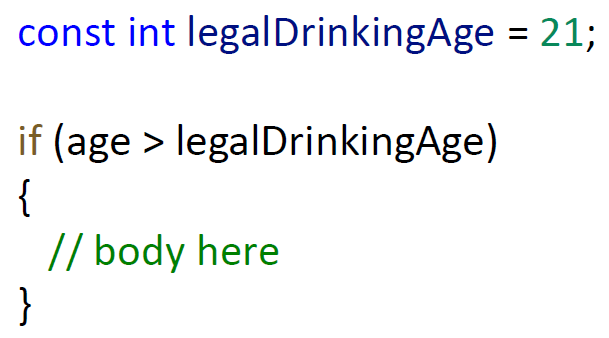 const int legalDrinkingAge = 21;
if (age > legalDrinkingAge)
{
// body here
}